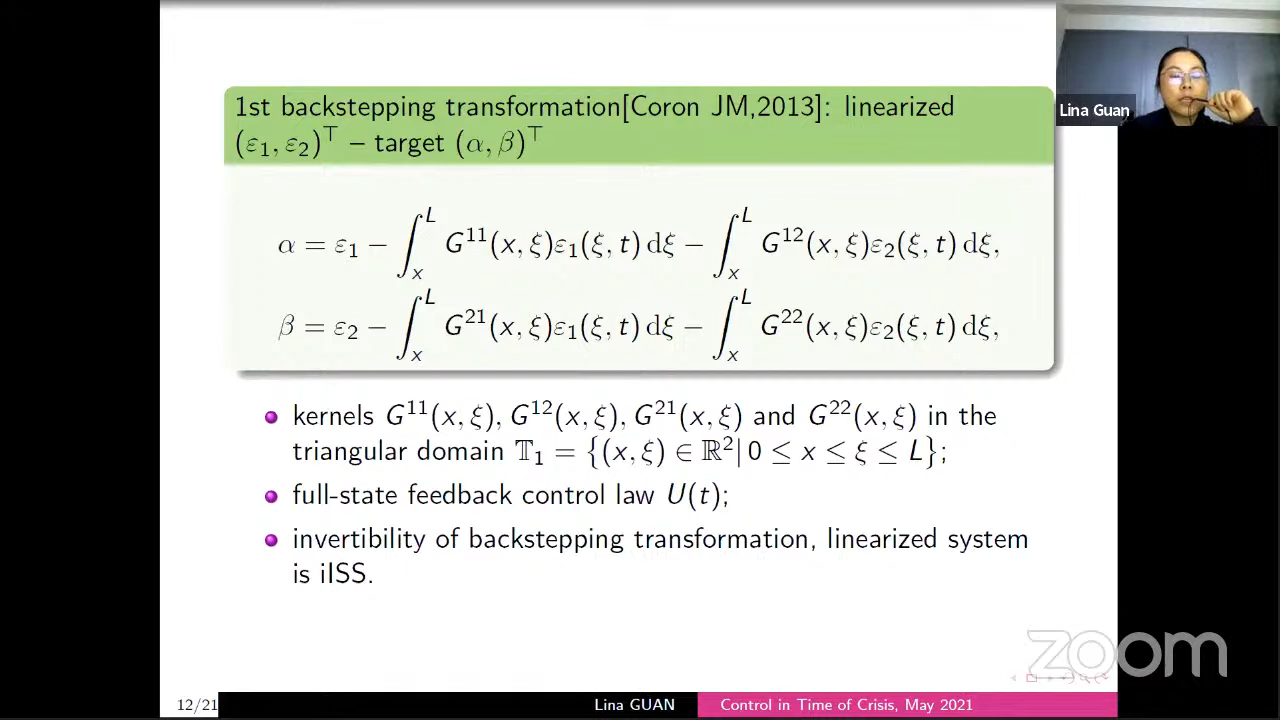 1st backstepping transformation[Coron JM,2013]: linearized
(ε₁, ε₂)^⊤ – target (α, β)^⊤
α = ε₁ − ∫ₓᴸ G¹¹(x, ξ)ε₁(ξ, t) dξ − ∫ₓᴸ G¹²(x, ξ)ε₂(ξ, t) dξ,
β = ε₂ − ∫ₓᴸ G²¹(x, ξ)ε₁(ξ, t) dξ − ∫ₓᴸ G²²(x, ξ)ε₂(ξ, t) dξ,
kernels G¹¹(x, ξ), G¹²(x, ξ), G²¹(x, ξ) and G²²(x, ξ) in the
triangular domain 𝕋₁ = {(x, ξ) ∈ ℝ²| 0 ≤ x ≤ ξ ≤ L};
full-state feedback control law U(t);
invertibility of backstepping transformation, linearized system
is iISS.
12/21
Lina GUAN
Control in Time of Crisis, May 2021
Lina Guan
zoom